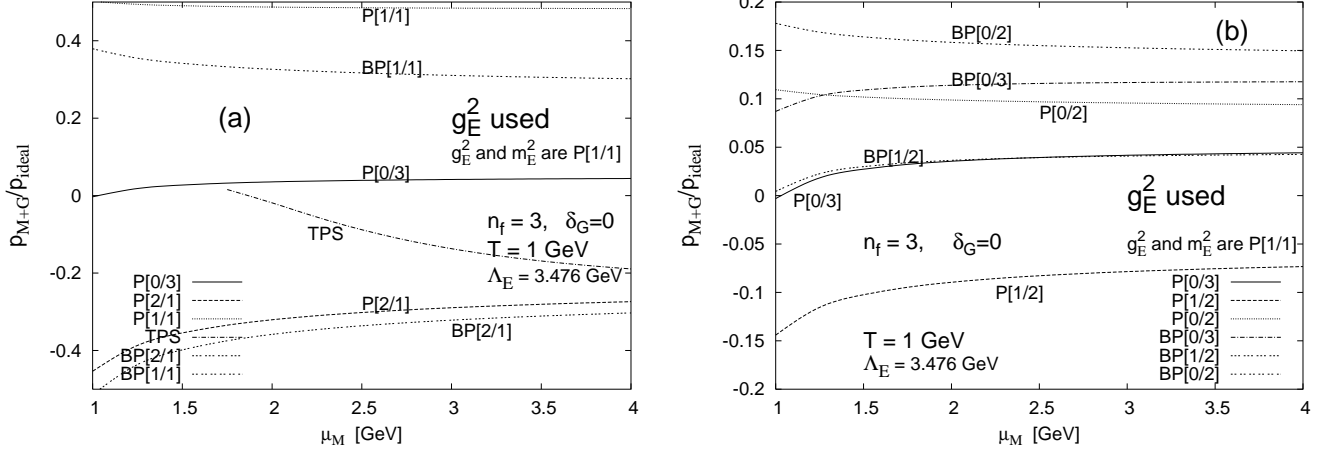 0.4
0.2
0
-0.2
-0.4
p_{M+G}/p_{ideal}
P[1/1]
BP[1/1]
(a)
g_E^2 used
g_E^2 and m_E^2 are P[1/1]
P[0/3]
TPS
n_f = 3, δ_G=0
T = 1 GeV
Λ_E = 3.476 GeV
P[2/1]
BP[2/1]
P[0/3]
P[2/1]
P[1/1]
TPS
BP[2/1]
BP[1/1]
1 1.5 2 2.5 3 3.5 4
μ_M [GeV]
0.2
0.15
0.1
0.05
0
-0.05
-0.1
-0.15
-0.2
p_{M+G}/p_{ideal}
BP[0/2]
(b)
BP[0/3]
P[0/2]
BP[1/2]
P[0/3]
g_E^2 used
n_f = 3, δ_G=0
g_E^2 and m_E^2 are P[1/1]
P[1/2]
T = 1 GeV
Λ_E = 3.476 GeV
P[0/3]
P[1/2]
P[0/2]
BP[0/3]
BP[1/2]
BP[0/2]
1 1.5 2 2.5 3 3.5 4
μ_M [GeV]